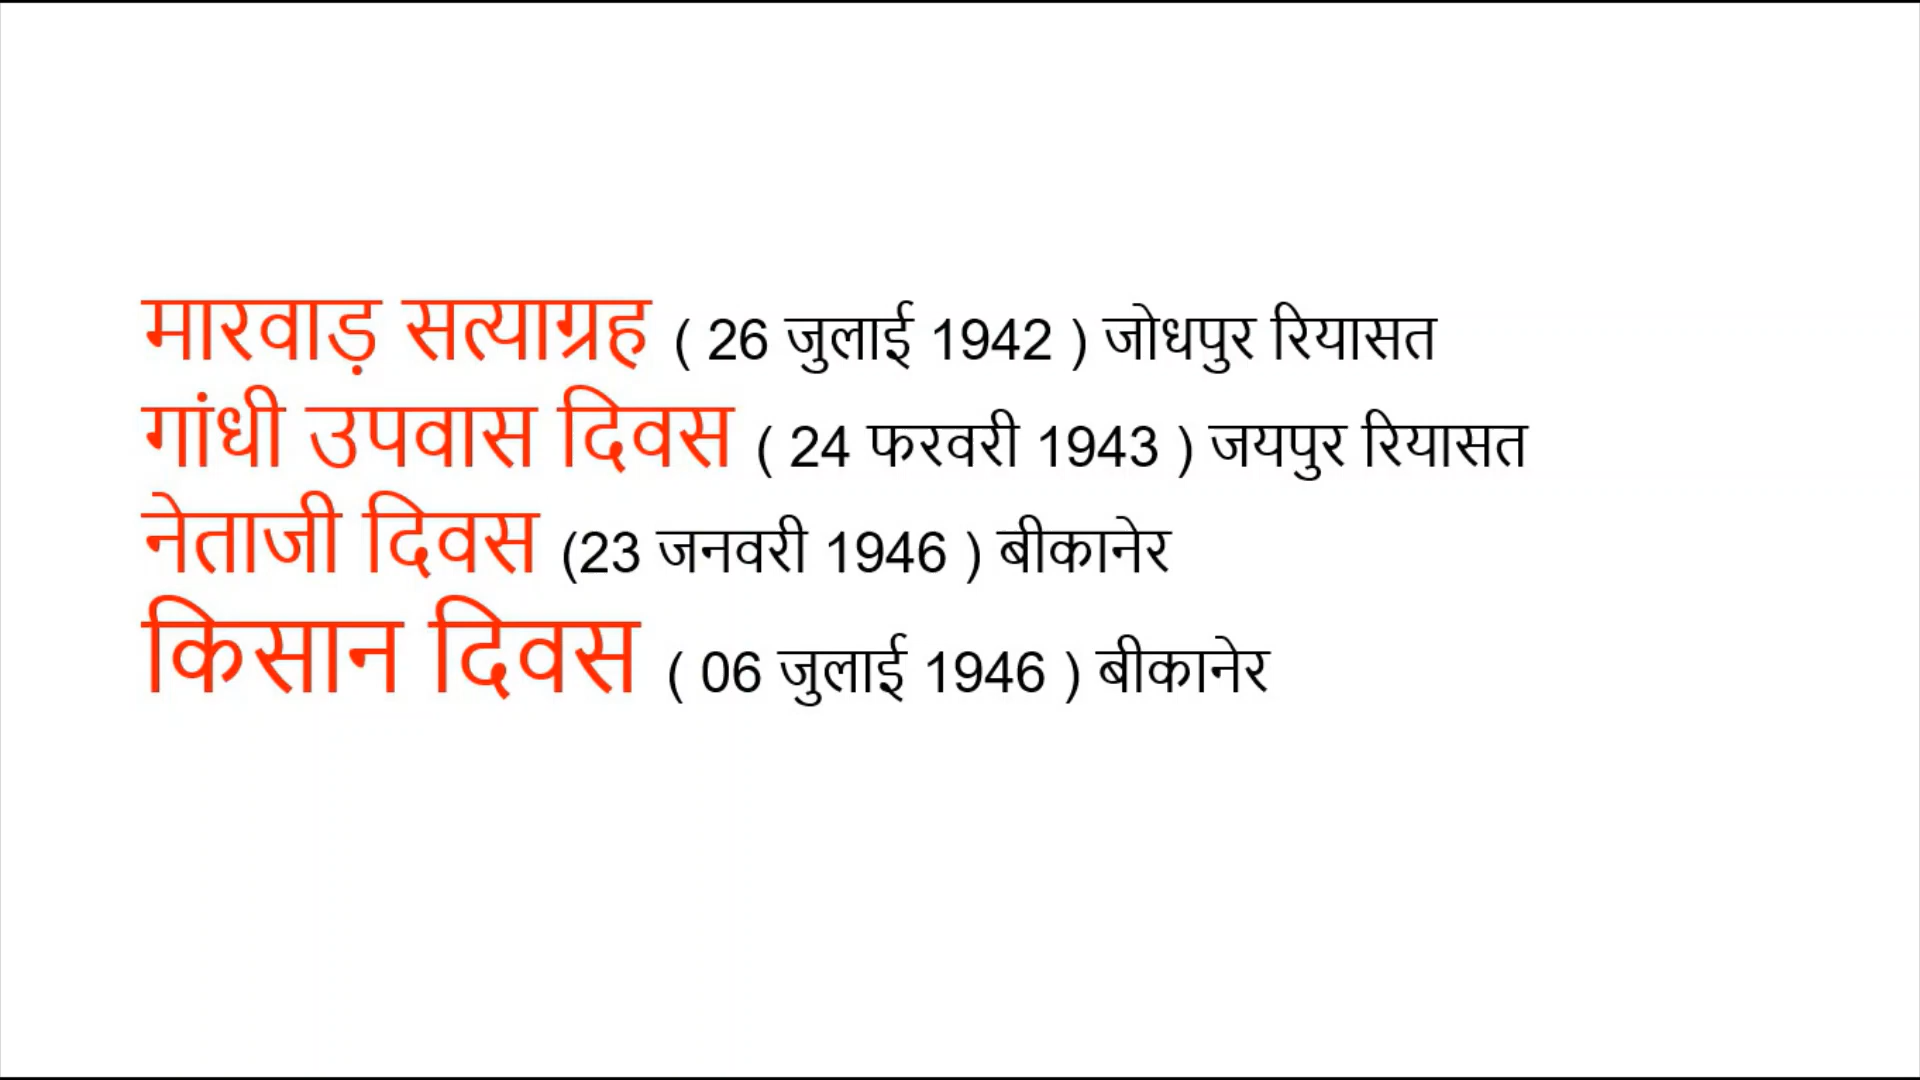 मारवाड़ सत्याग्रह ( 26 जुलाई 1942 ) जोधपुर रियासत
गांधी उपवास दिवस ( 24 फरवरी 1943 ) जयपुर रियासत
नेताजी दिवस (23 जनवरी 1946 ) बीकानेर
किसान दिवस ( 06 जुलाई 1946 ) बीकानेर